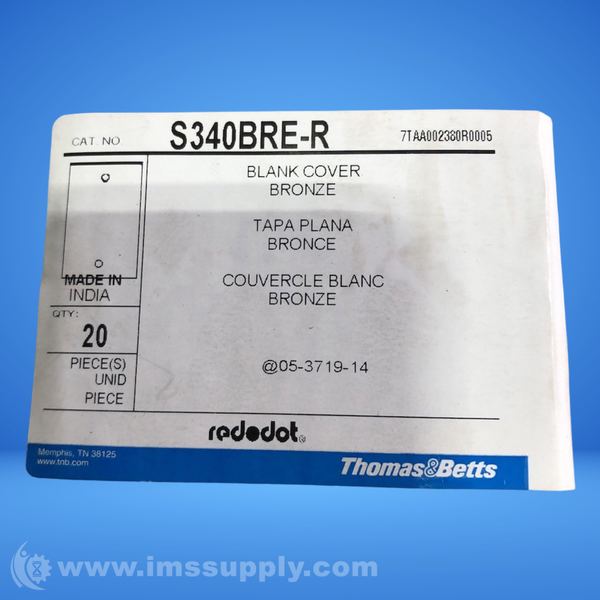 CAT. NO S340BRE-R 7TAA002380R0005
BLANK COVER
BRONZE
TAPA PLANA
BRONCE
COUVERCLE BLANC
BRONZE
MADE IN
INDIA
QTY:
20
PIECE(S)
UNID
PIECE
@05-3719-14
red•dot®
Memphis, TN 38125
www.tnb.com
Thomas&Betts
www.imssupply.com